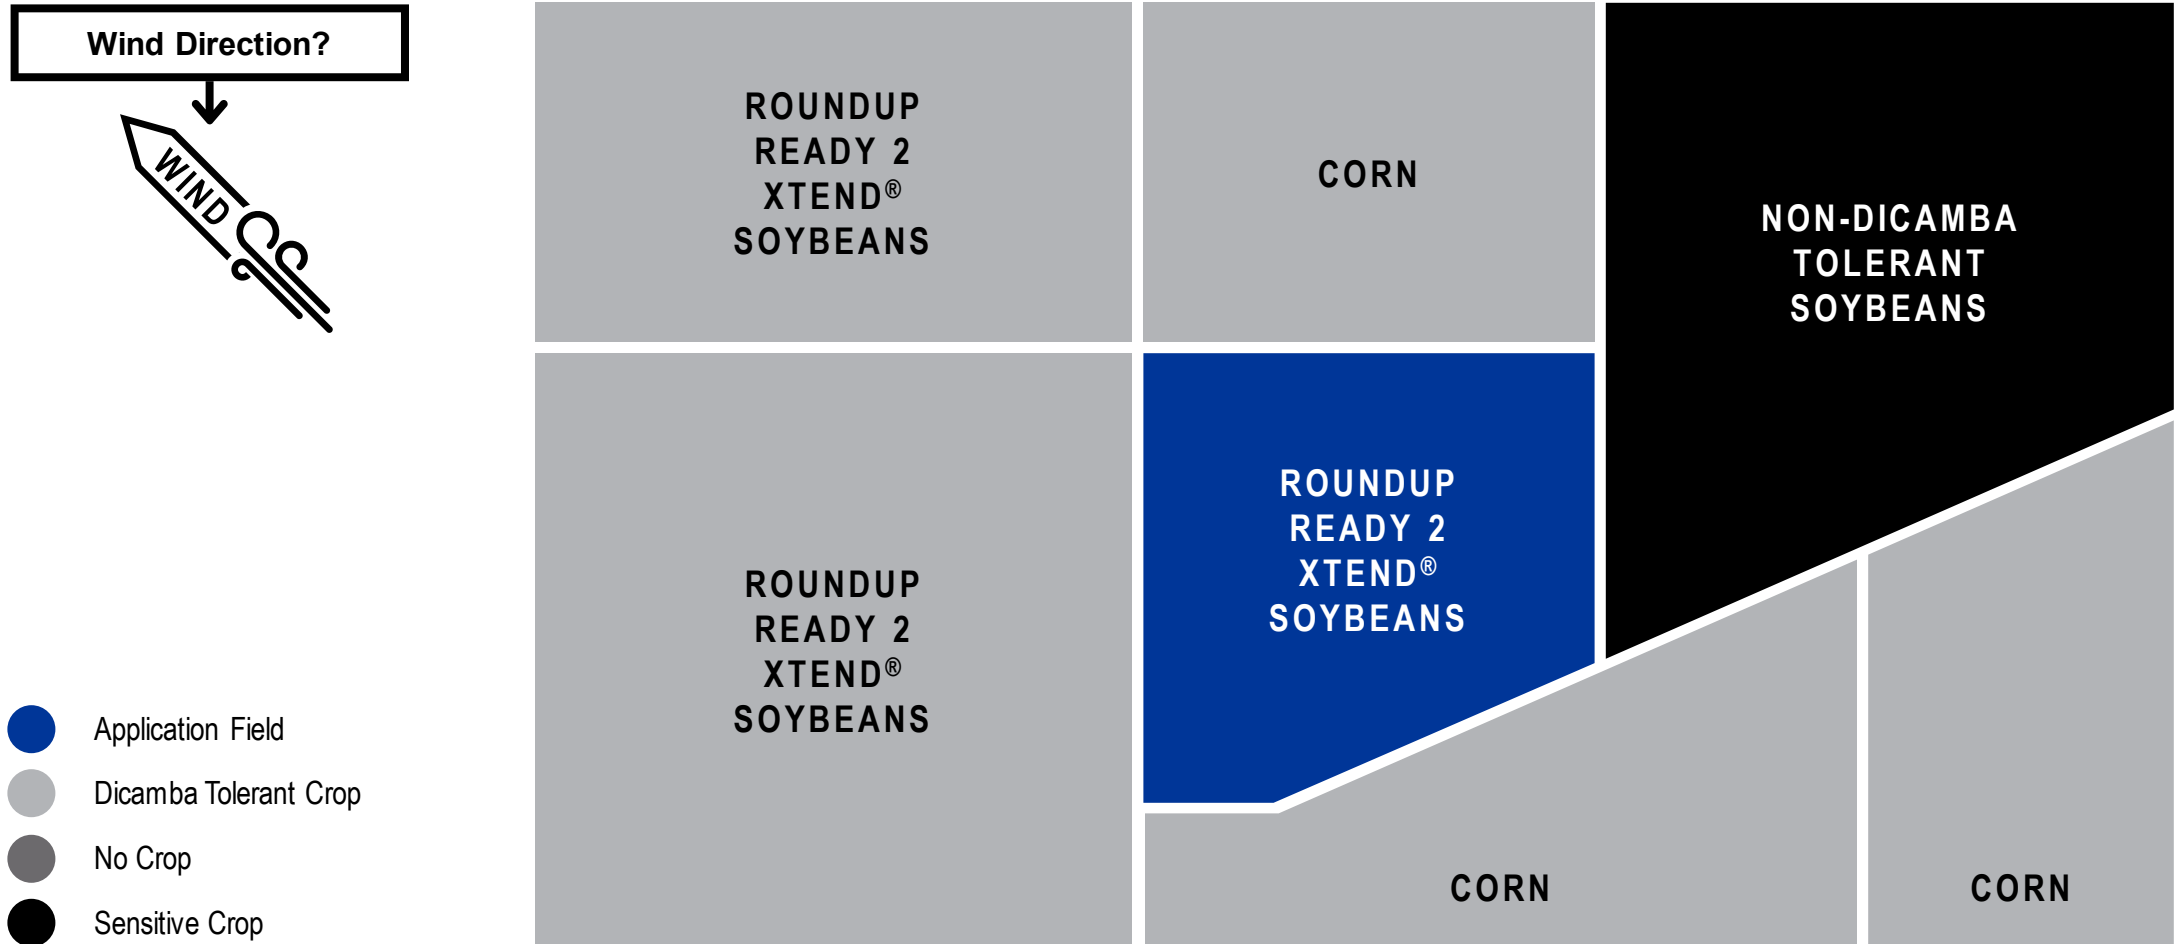 Wind Direction?
WIND
ROUNDUP
READY 2
XTEND®
SOYBEANS
CORN
NON-DICAMBA
TOLERANT
SOYBEANS
ROUNDUP
READY 2
XTEND®
SOYBEANS
ROUNDUP
READY 2
XTEND®
SOYBEANS
CORN
CORN
Application Field
Dicamba Tolerant Crop
No Crop
Sensitive Crop